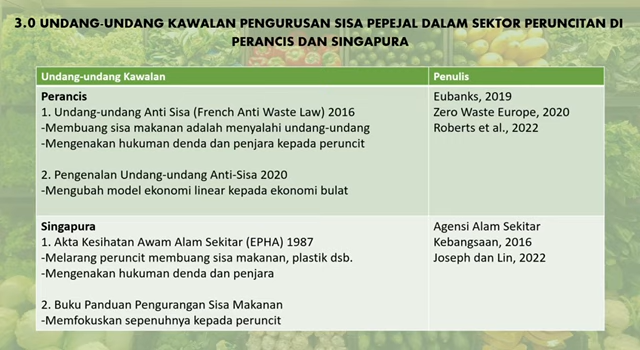 3.0 UNDANG-UNDANG KAWALAN PENGURUSAN SISA PEPEJAL DALAM SEKTOR PERUNCITAN DI
PERANCIS DAN SINGAPURA
Undang-undang Kawalan
Penulis
Perancis
1. Undang-undang Anti Sisa (French Anti Waste Law) 2016
-Membuang sisa makanan adalah menyalahi undang-undang
-Mengenakan hukuman denda dan penjara kepada peruncit
2. Pengenalan Undang-undang Anti-Sisa 2020
-Mengubah model ekonomi linear kepada ekonomi bulat
Eubanks, 2019
Zero Waste Europe, 2020
Roberts et al., 2022
Singapura
1. Akta Kesihatan Awam Alam Sekitar (EPHA) 1987
-Melarang peruncit membuang sisa makanan, plastik dsb.
-Mengenakan hukuman denda dan penjara
2. Buku Panduan Pengurangan Sisa Makanan
-Memfokuskan sepenuhnya kepada peruncit
Agensi Alam Sekitar
Kebangsaan, 2016
Joseph dan Lin, 2022